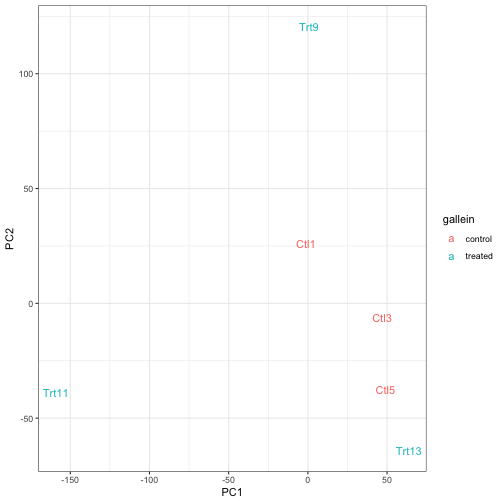 Trt9
100
50
Ctl1
gallein
a control
a treated
PC2
0
Ctl3
Trt11
Ctl5
-50
Trt13
-150
-100
-50
0
50
PC1